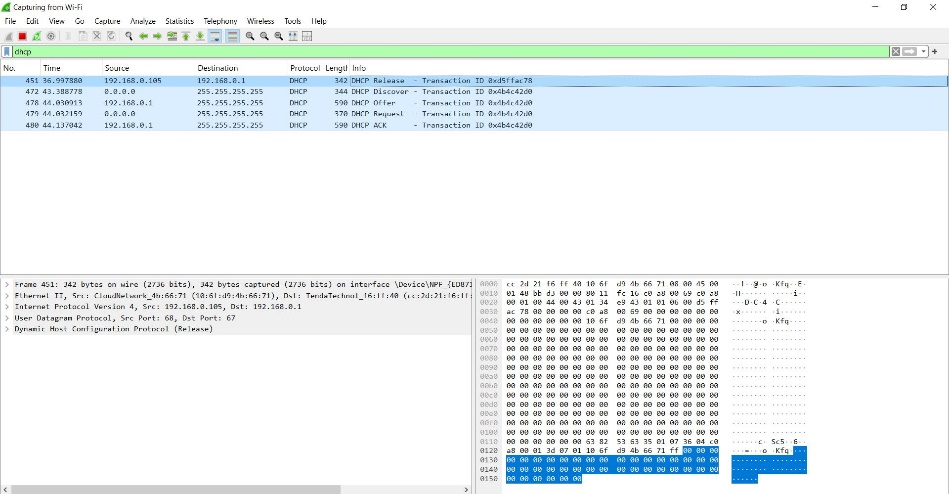 Capturing from Wi-Fi
File Edit View Go Capture Analyze Statistics Telephony Wireless Tools Help
dhcp
No. Time Source Destination Protocol Length Info
451 36.997880 192.168.0.105 192.168.0.1 DHCP 342 DHCP Release - Transaction ID 0xd5ffac78
472 43.388778 0.0.0.0 255.255.255.255 DHCP 344 DHCP Discover - Transaction ID 0x4b4c42d0
478 44.030913 192.168.0.1 255.255.255.255 DHCP 590 DHCP Offer - Transaction ID 0x4b4c42d0
479 44.032159 0.0.0.0 255.255.255.255 DHCP 370 DHCP Request - Transaction ID 0x4b4c42d0
480 44.137042 192.168.0.1 255.255.255.255 DHCP 590 DHCP ACK - Transaction ID 0x4b4c42d0
Frame 451: 342 bytes on wire (2736 bits), 342 bytes captured (2736 bits) on interface \Device\NPF_{EDB71
Ethernet II, Src: CloudNetwork_4b:66:71 (10:6f:d9:4b:66:71), Dst: TendaTechnol_f6:ff:40 (cc:2d:21:f6:ff:
Internet Protocol Version 4, Src: 192.168.0.105, Dst: 192.168.0.1
User Datagram Protocol, Src Port: 68, Dst Port: 67
Dynamic Host Configuration Protocol (Release)
0000 cc 2d 21 f6 ff 40 10 6f d9 4b 66 71 08 00 45 00 ·-!··@·o ·Kfq··E·
0010 01 48 bb d3 00 00 80 11 fc 16 c0 a8 00 69 c0 a8 ·H······ ·····i··
0020 00 01 00 44 00 43 01 34 e9 43 01 01 06 00 d5 ff ···D·C·4 ·C······
0030 ac 78 00 00 00 00 c0 a8 00 69 00 00 00 00 00 00 ·x······ ·i······
0040 00 00 00 00 00 00 10 6f d9 4b 66 71 00 00 00 00 ·······o ·Kfq····
0050 00 00 00 00 00 00 00 00 00 00 00 00 00 00 00 00 ········ ········
0060 00 00 00 00 00 00 00 00 00 00 00 00 00 00 00 00 ········ ········
0070 00 00 00 00 00 00 00 00 00 00 00 00 00 00 00 00 ········ ········
0080 00 00 00 00 00 00 00 00 00 00 00 00 00 00 00 00 ········ ········
0090 00 00 00 00 00 00 00 00 00 00 00 00 00 00 00 00 ········ ········
00a0 00 00 00 00 00 00 00 00 00 00 00 00 00 00 00 00 ········ ········
00b0 00 00 00 00 00 00 00 00 00 00 00 00 00 00 00 00 ········ ········
00c0 00 00 00 00 00 00 00 00 00 00 00 00 00 00 00 00 ········ ········
00d0 00 00 00 00 00 00 00 00 00 00 00 00 00 00 00 00 ········ ········
00e0 00 00 00 00 00 00 00 00 00 00 00 00 00 00 00 00 ········ ········
00f0 00 00 00 00 00 00 00 00 00 00 00 00 00 00 00 00 ········ ········
0100 00 00 00 00 00 00 00 00 00 00 00 00 00 00 00 00 ········ ········
0110 00 00 00 00 00 00 63 82 53 63 35 01 07 36 04 c0 ······c· Sc5··6··
0120 a8 00 01 3d 07 01 10 6f d9 4b 66 71 ff 00 00 00 ···=···o ·Kfq····
0130 00 00 00 00 00 00 00 00 00 00 00 00 00 00 00 00 ········ ········
0140 00 00 00 00 00 00 00 00 00 00 00 00 00 00 00 00 ········ ········
0150 00 00 00 00 00 00 ······